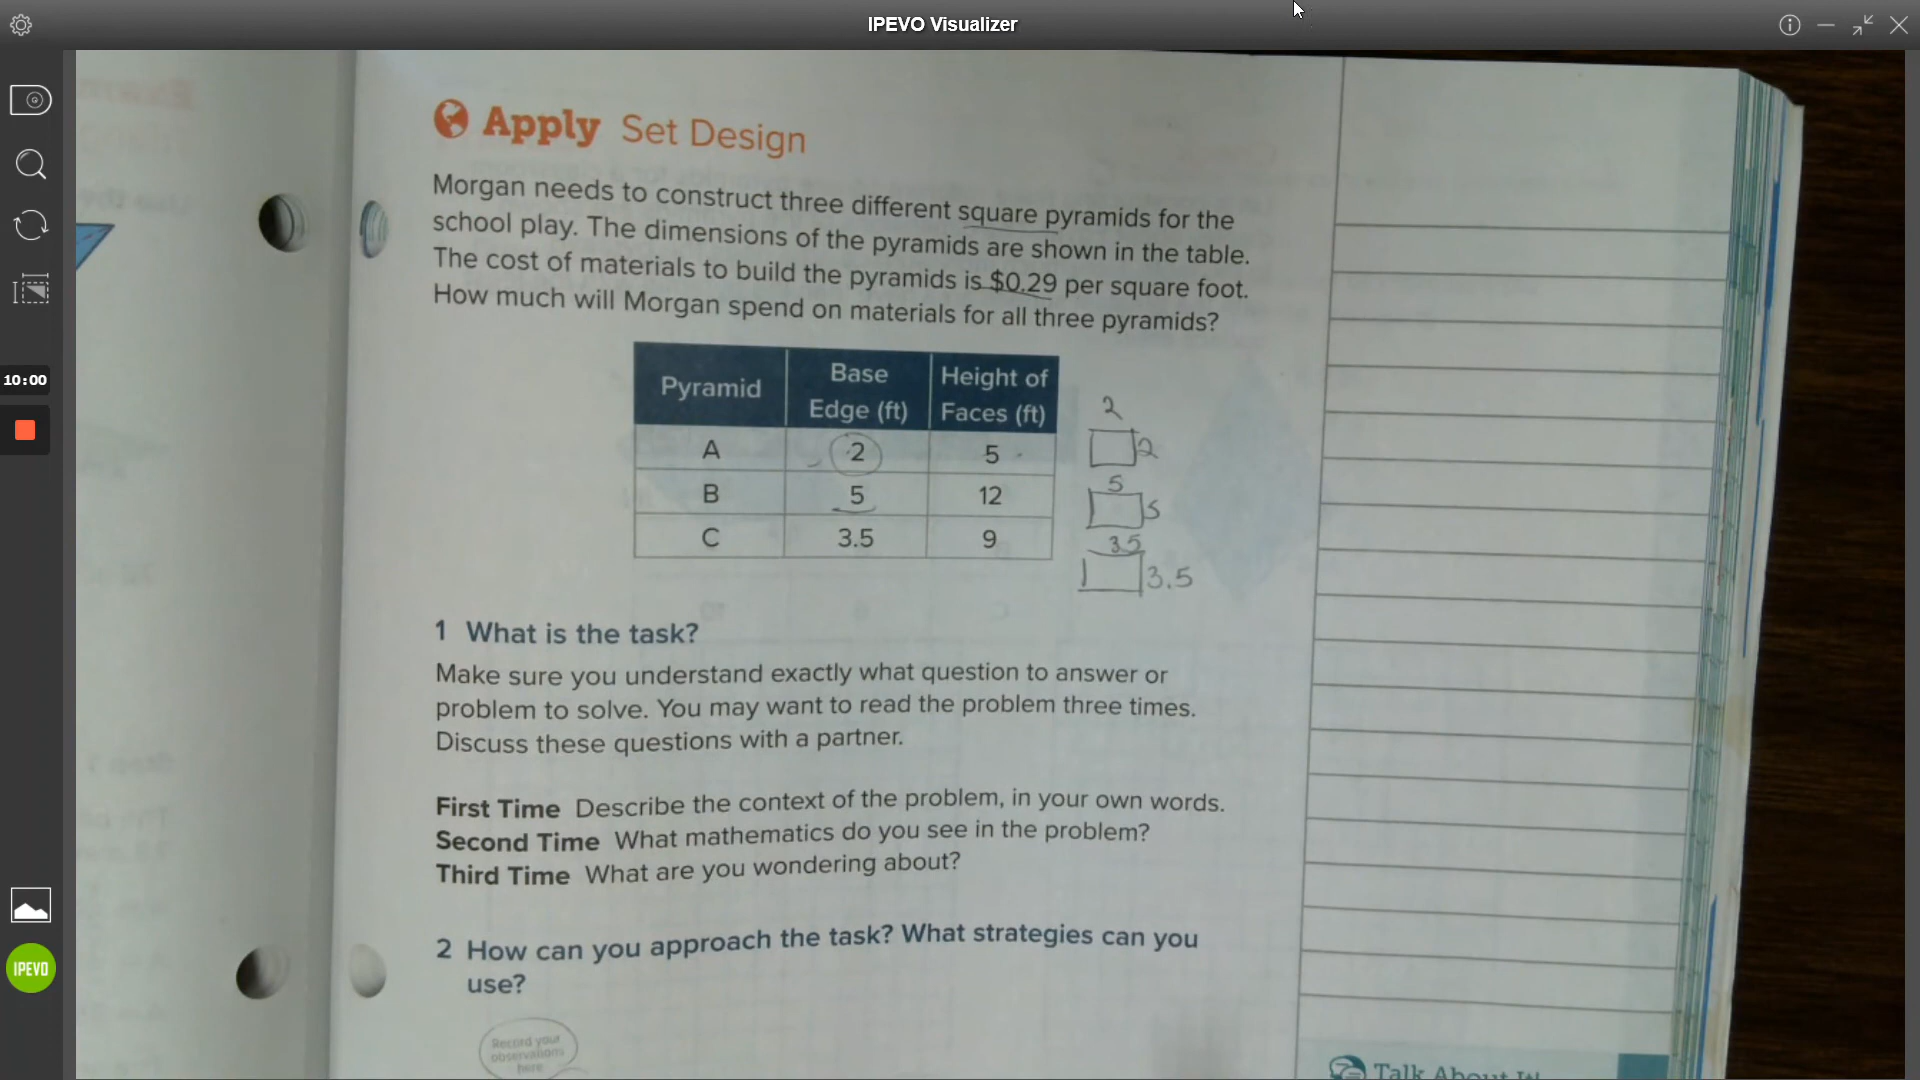 IPEVO Visualizer
10:00
IPEVO
Apply Set Design
Morgan needs to construct three different square pyramids for the
school play. The dimensions of the pyramids are shown in the table.
The cost of materials to build the pyramids is $0.29 per square foot.
How much will Morgan spend on materials for all three pyramids?
Pyramid Base Edge (ft) Height of Faces (ft)
A 2 5
B 5 12
C 3.5 9
2
2
5
5
3.5
3.5
1 What is the task?
Make sure you understand exactly what question to answer or
problem to solve. You may want to read the problem three times.
Discuss these questions with a partner.
First Time Describe the context of the problem, in your own words.
Second Time What mathematics do you see in the problem?
Third Time What are you wondering about?
2 How can you approach the task? What strategies can you
use?
Record your
observations
here
Talk About It!